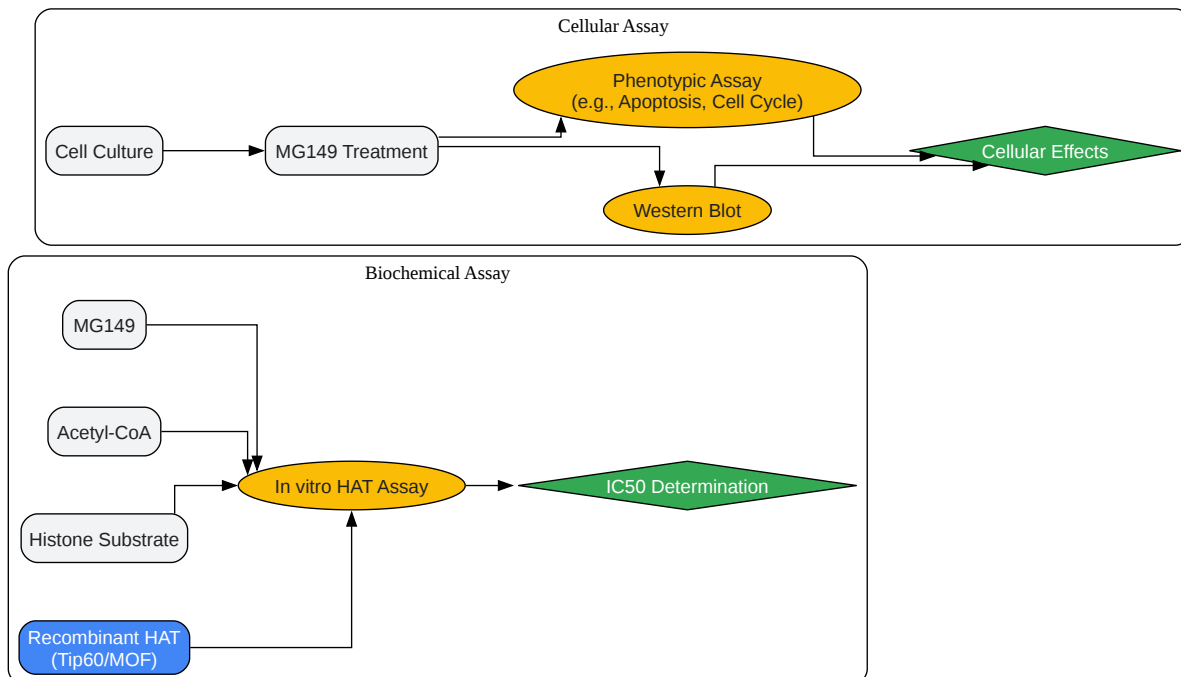 Cellular Assay
Phenotypic Assay
(e.g., Apoptosis, Cell Cycle)
Cell Culture
MG149 Treatment
Cellular Effects
Western Blot
Biochemical Assay
MG149
Acetyl-CoA
In vitro HAT Assay
IC50 Determination
Histone Substrate
Recombinant HAT
(Tip60/MOF)